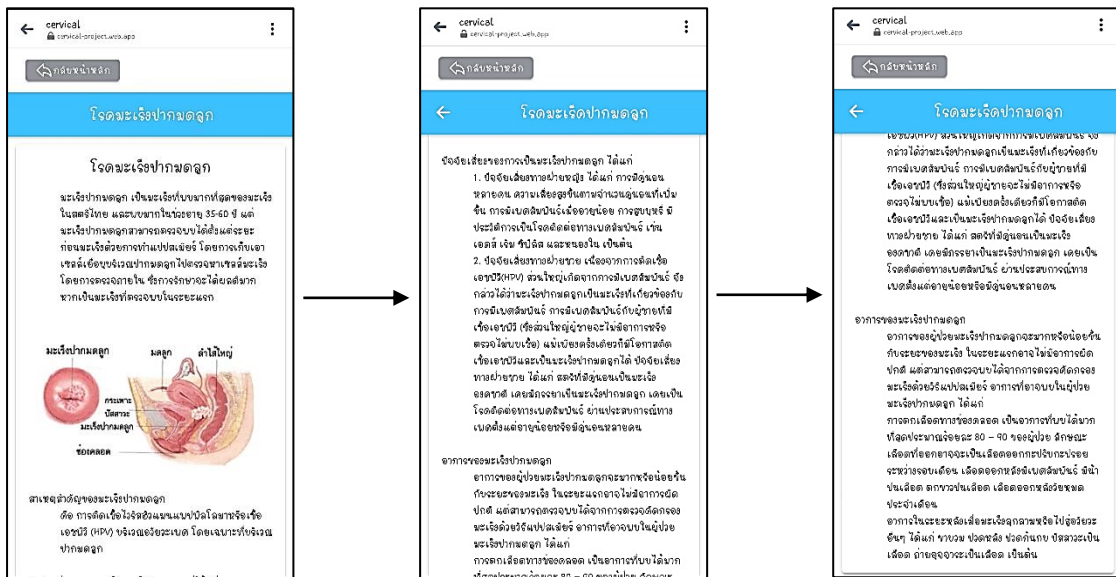 cervical
cervical-project.web.app
กลับหน้าหลัก
โรคมะเร็งปากมดลูก
โรคมะเร็งปากมดลูก
มะเร็งปากมดลูก เป็นมะเร็งที่พบมากที่สุดของมะเร็ง
ในสตรีไทย และพบมากในช่วงอายุ 35-60 ปี แต่
มะเร็งปากมดลูกสามารถตรวจพบได้ตั้งแต่ระยะ
ก่อนมะเร็งด้วยการทำแปปสเมียร์ โดยการเก็บเอา
เซลล์เยื่อบุบริเวณปากมดลูกไปตรวจหาเซลล์มะเร็ง
โดยการตรวจภายใน ซึ่งการรักษาจะได้ผลดีมาก
หากเป็นมะเร็งที่ตรวจพบในระยะแรก
มะเร็งปากมดลูก มดลูก ลำไส้ใหญ่
กระเพาะ
ปัสสาวะ
มะเร็งปากมดลูก
ช่องคลอด
สาเหตุสำคัญของมะเร็งปากมดลูก
คือ การติดเชื้อไวรัสฮิวแมนแพปปิลโลมาหรือเชื้อ
เอชพีวี (HPV) บริเวณอวัยวะเพศ โดยเฉพาะที่บริเวณ
ปากมดลูก
cervical
cervical-project.web.app
กลับหน้าหลัก
โรคมะเร็งปากมดลูก
ปัจจัยเสี่ยงของการเป็นมะเร็งปากมดลูก ได้แก่
1. ปัจจัยเสี่ยงทางฝ่ายหญิง ได้แก่ การมีคู่นอน
หลายคน ความเสี่ยงสูงขึ้นตามจำนวนคู่นอนที่เพิ่ม
ขึ้น การมีเพศสัมพันธ์เมื่ออายุน้อย การสูบบุหรี่ มี
ประวัติการเป็นโรคติดต่อทางเพศสัมพันธ์ เช่น
เอดส์ เริม ซิฟิลิส และหนองใน เป็นต้น
2. ปัจจัยเสี่ยงทางฝ่ายชาย เนื่องจากการติดเชื้อ
เอชพีวี(HPV) ส่วนใหญ่เกิดจากการมีเพศสัมพันธ์ จึง
กล่าวได้ว่ามะเร็งปากมดลูกเป็นมะเร็งที่เกี่ยวข้องกับ
การมีเพศสัมพันธ์ การมีเพศสัมพันธ์กับผู้ชายที่มี
เชื้อเอชพีวี (ซึ่งส่วนใหญ่ผู้ชายจะไม่มีอาการหรือ
ตรวจไม่พบเชื้อ) แม้เพียงครั้งเดียวก็มีโอกาสติด
เชื้อเอชพีวีและเป็นมะเร็งปากมดลูกได้ ปัจจัยเสี่ยง
ทางฝ่ายชาย ได้แก่ สตรีที่มีคู่นอนเป็นมะเร็ง
องคชาติ เคยมีภรรยาเป็นมะเร็งปากมดลูก เคยเป็น
โรคติดต่อทางเพศสัมพันธ์ ผ่านประสบการณ์ทาง
เพศตั้งแต่อายุน้อยหรือมีคู่นอนหลายคน
อาการของมะเร็งปากมดลูก
อาการของผู้ป่วยมะเร็งปากมดลูกจะมากหรือน้อยขึ้น
กับระยะของมะเร็ง ในระยะแรกอาจไม่มีอาการผิด
ปกติ แต่สามารถตรวจพบได้จากการตรวจคัดกรอง
มะเร็งด้วยวิธีแปปสเมียร์ อาการที่อาจพบในผู้ป่วย
มะเร็งปากมดลูก ได้แก่
การตกเลือดทางช่องคลอด เป็นอาการที่พบได้มาก
cervical
cervical-project.web.app
กลับหน้าหลัก
โรคมะเร็งปากมดลูก
เอชพีวี(HPV) ส่วนใหญ่เกิดจากการมีเพศสัมพันธ์ จึง
กล่าวได้ว่ามะเร็งปากมดลูกเป็นมะเร็งที่เกี่ยวข้องกับ
การมีเพศสัมพันธ์ การมีเพศสัมพันธ์กับผู้ชายที่มี
เชื้อเอชพีวี (ซึ่งส่วนใหญ่ผู้ชายจะไม่มีอาการหรือ
ตรวจไม่พบเชื้อ) แม้เพียงครั้งเดียวก็มีโอกาสติด
เชื้อเอชพีวีและเป็นมะเร็งปากมดลูกได้ ปัจจัยเสี่ยง
ทางฝ่ายชาย ได้แก่ สตรีที่มีคู่นอนเป็นมะเร็ง
องคชาติ เคยมีภรรยาเป็นมะเร็งปากมดลูก เคยเป็น
โรคติดต่อทางเพศสัมพันธ์ ผ่านประสบการณ์ทาง
เพศตั้งแต่อายุน้อยหรือมีคู่นอนหลายคน
อาการของมะเร็งปากมดลูก
อาการของผู้ป่วยมะเร็งปากมดลูกจะมากหรือน้อยขึ้น
กับระยะของมะเร็ง ในระยะแรกอาจไม่มีอาการผิด
ปกติ แต่สามารถตรวจพบได้จากการตรวจคัดกรอง
มะเร็งด้วยวิธีแปปสเมียร์ อาการที่อาจพบในผู้ป่วย
มะเร็งปากมดลูก ได้แก่
การตกเลือดทางช่องคลอด เป็นอาการที่พบได้มาก
ที่สุดประมาณร้อยละ 80 – 90 ของผู้ป่วย ลักษณะ
เลือดที่ออกอาจจะเป็นเลือดออกกะปริบกะปรอย
ระหว่างรอบเดือน เลือดออกหลังมีเพศสัมพันธ์ มีน้ำ
ปนเลือด ตกขาวปนเลือด เลือดออกหลังวัยหมด
ประจำเดือน
อาการในระยะหลังเมื่อมะเร็งลุกลามหรือไปสู่อวัยวะ
อื่นๆ ได้แก่ ขาบวม ปวดหลัง ปวดก้นกบ ปัสสาวะเป็น
เลือด ถ่ายอุจจาระเป็นเลือด เป็นต้น